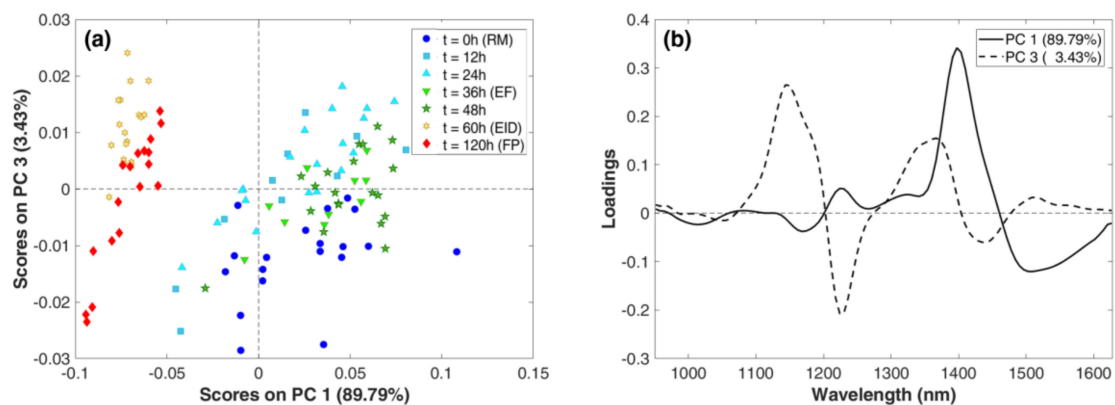 (a)
t = 0h (RM)
t = 12h
t = 24h
t = 36h (EF)
t = 48h
t = 60h (EID)
t = 120h (FP)
Scores on PC 3 (3.43%)
0.03
0.02
0.01
0
-0.01
-0.02
-0.03
-0.1
-0.05
0
0.05
0.1
0.15
Scores on PC 1 (89.79%)
(b)
PC 1 (89.79%)
PC 3 ( 3.43%)
Loadings
0.4
0.3
0.2
0.1
0
-0.1
-0.2
-0.3
1000
1100
1200
1300
1400
1500
1600
Wavelength (nm)